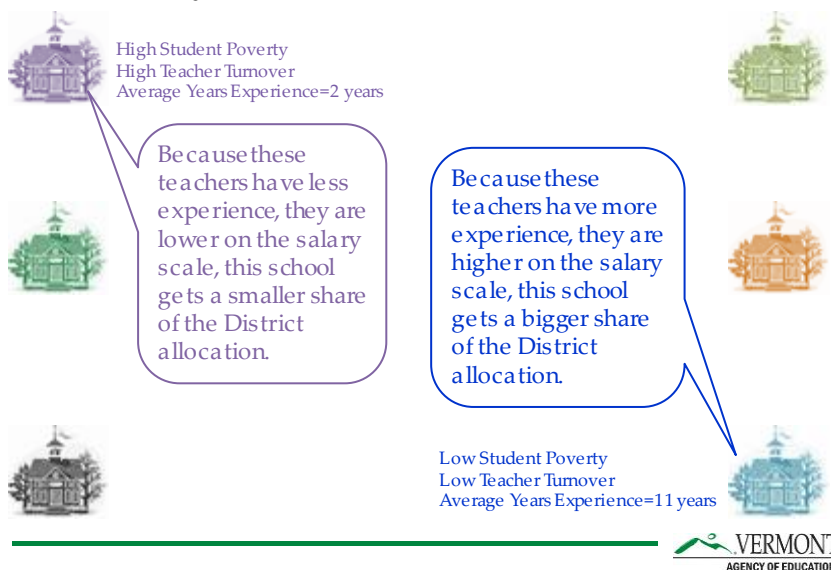 High Student Poverty
High Teacher Turnover
Average Years Experience=2 years
Because these
teachers have less
experience, they are
lower on the salary
scale, this school
gets a smaller share
of the District
allocation.
Because these
teachers have more
experience, they are
higher on the salary
scale, this school
gets a bigger share
of the District
allocation.
Low Student Poverty
Low Teacher Turnover
Average Years Experience=11 years
VERMONT
AGENCY OF EDUCATION